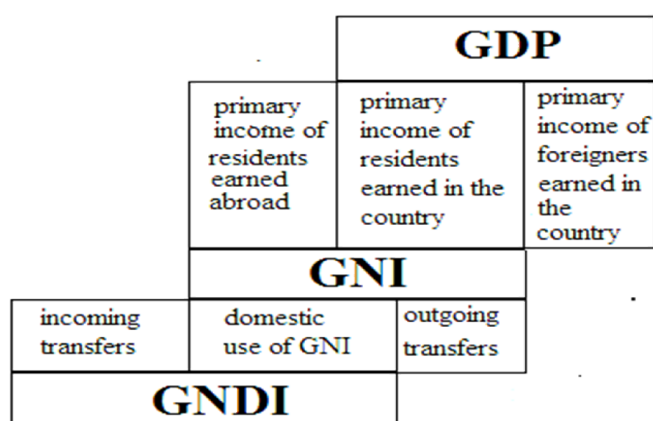 GDP
primary
income of
residents
earned
abroad
primary
income of
residents
earned in the
country
primary
income of
foreigners
earned in
the
country
GNI
incoming
transfers
domestic
use of GNI
outgoing
transfers
GNDI